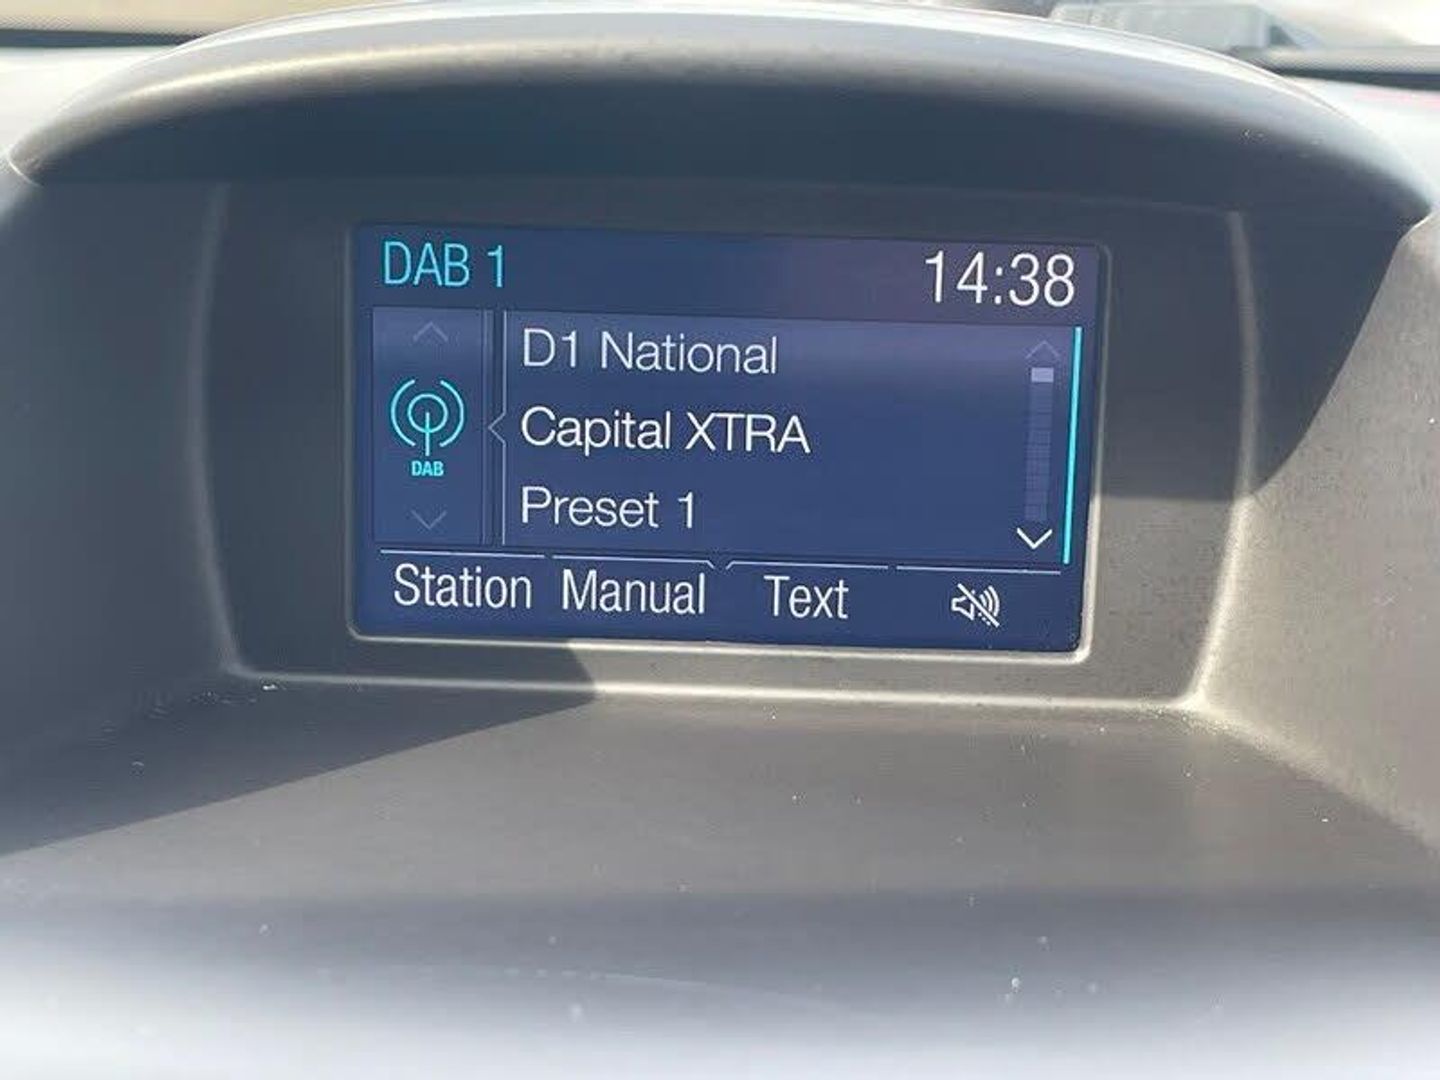 DAB 1 14:38
D1 National
Capital XTRA
DAB
Preset 1
Station Manual Text